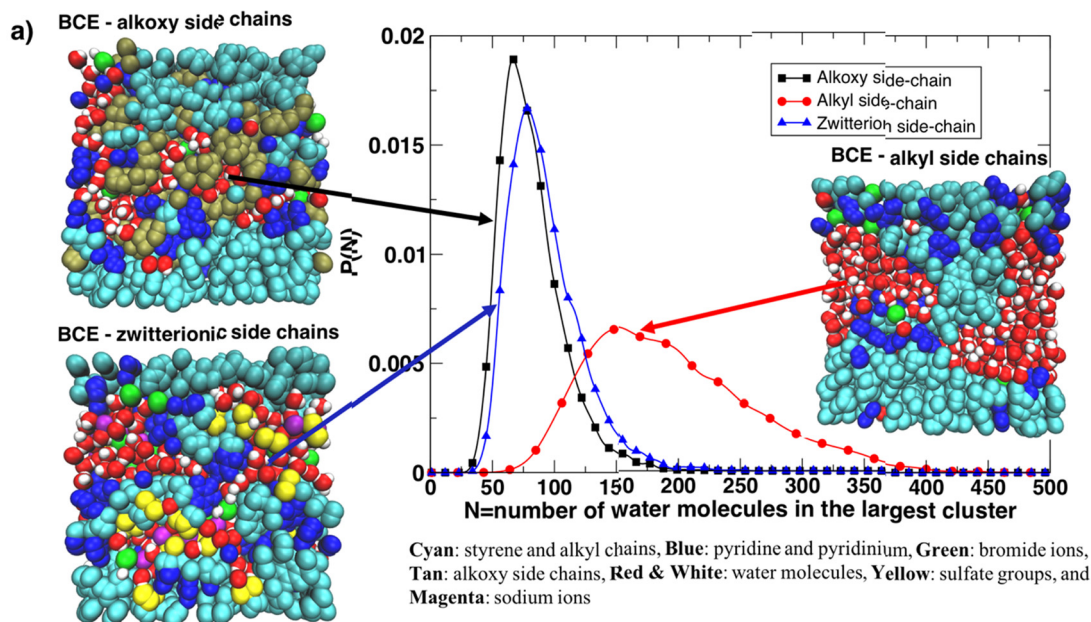 a)
BCE - alkoxy side chains
BCE - zwitterionic side chains
0.02
0.015
0.01
0.005
0
P(N)
Alkoxy side-chain
Alkyl side-chain
Zwitterion side-chain
BCE - alkyl side chains
0 50 100 150 200 250 300 350 400 450 500
N=number of water molecules in the largest cluster
Cyan: styrene and alkyl chains, Blue: pyridine and pyridinium, Green: bromide ions,
Tan: alkoxy side chains, Red & White: water molecules, Yellow: sulfate groups, and
Magenta: sodium ions